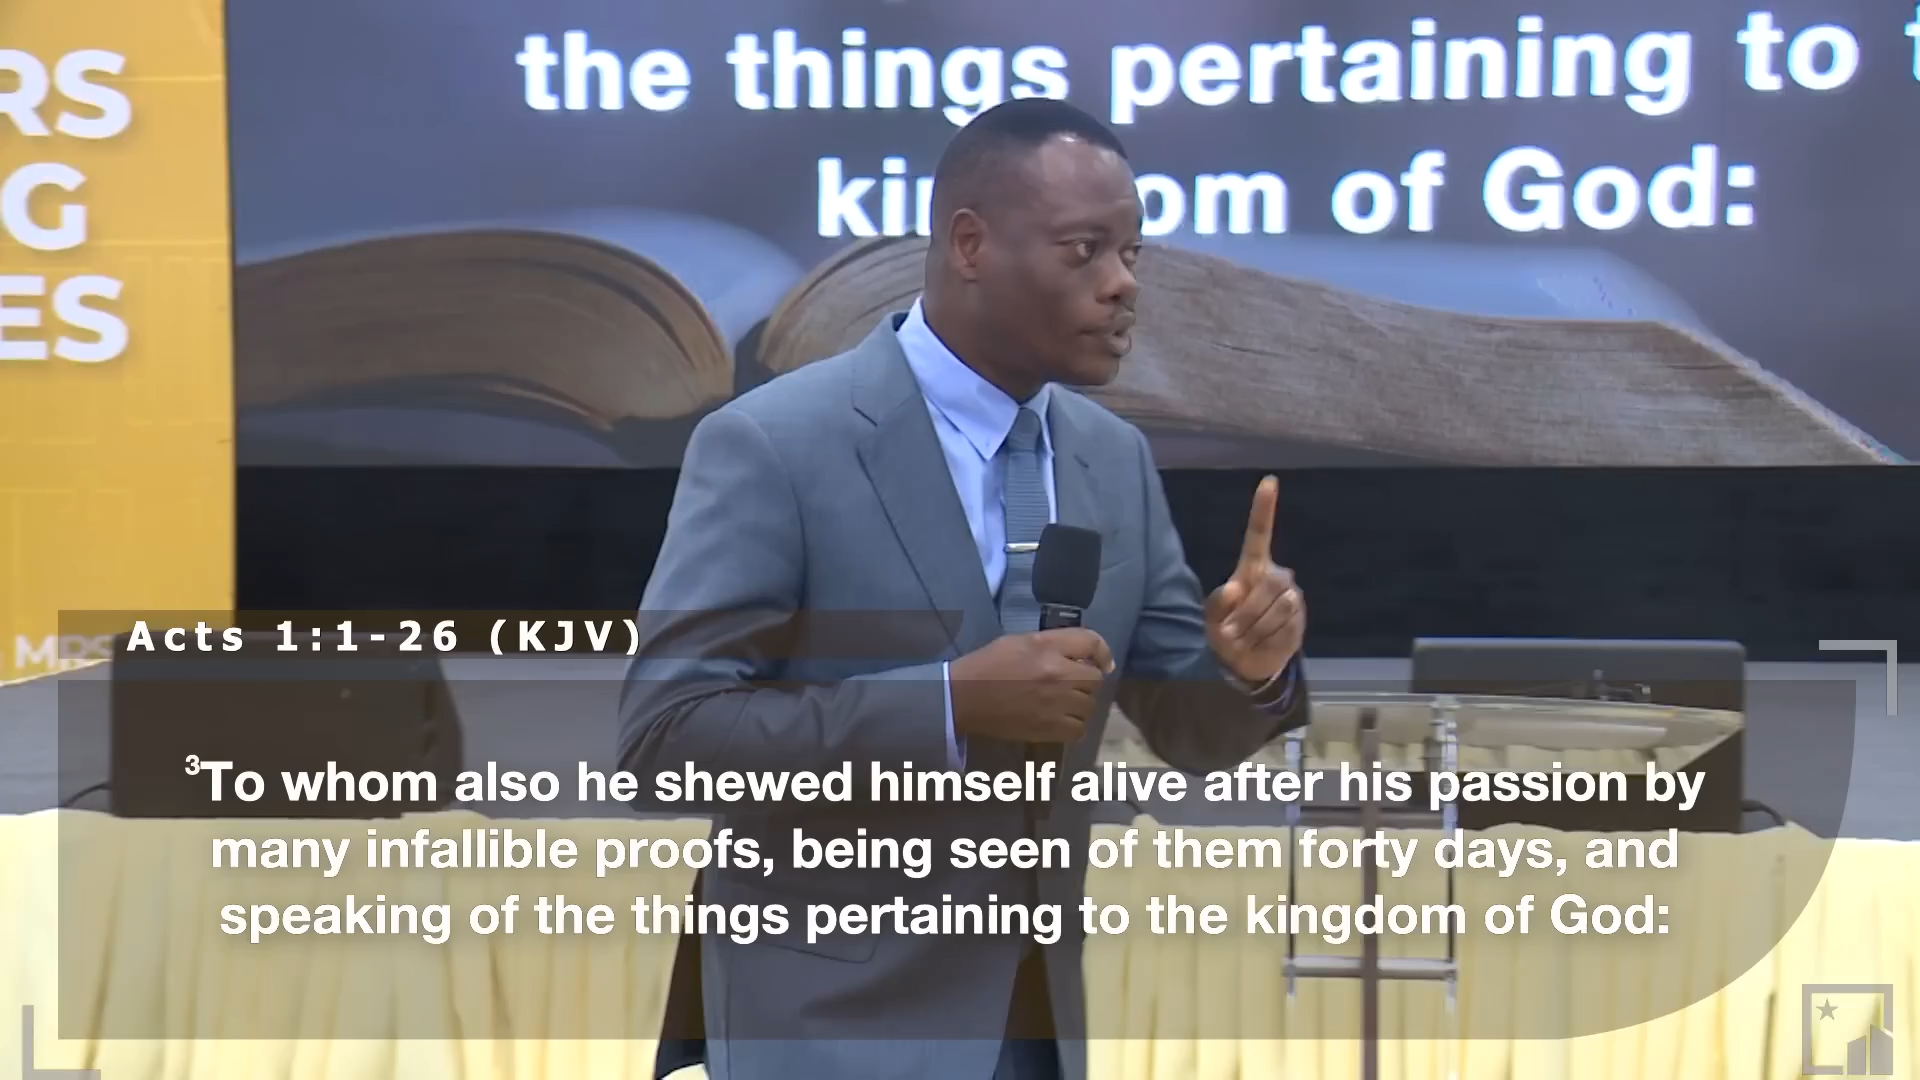 the things pertaining to
kin om of God:
RS
G
ES
MRS
Acts 1:1-26 (KJV)
³To whom also he shewed himself alive after his passion by
many infallible proofs, being seen of them forty days, and
speaking of the things pertaining to the kingdom of God: